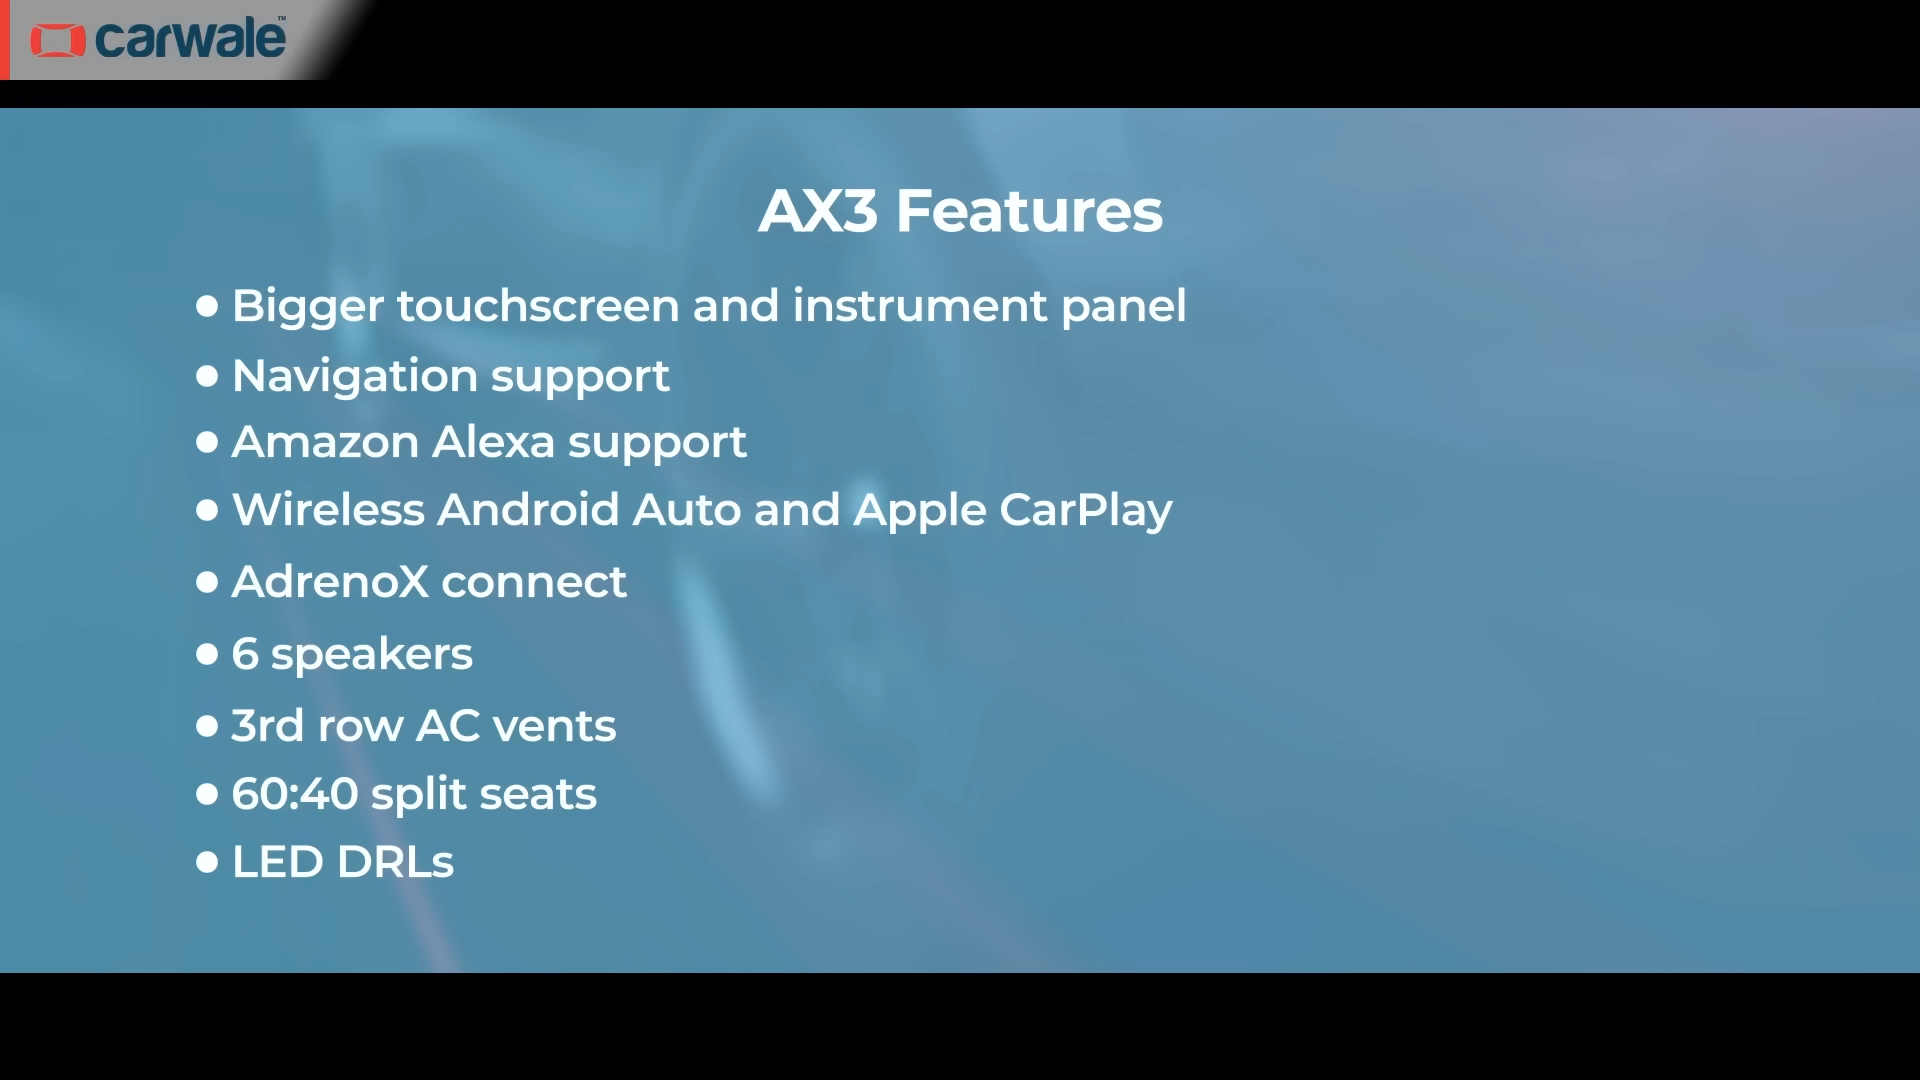 carwale™
AX3 Features
● Bigger touchscreen and instrument panel
● Navigation support
● Amazon Alexa support
● Wireless Android Auto and Apple CarPlay
● AdrenoX connect
● 6 speakers
● 3rd row AC vents
● 60:40 split seats
● LED DRLs